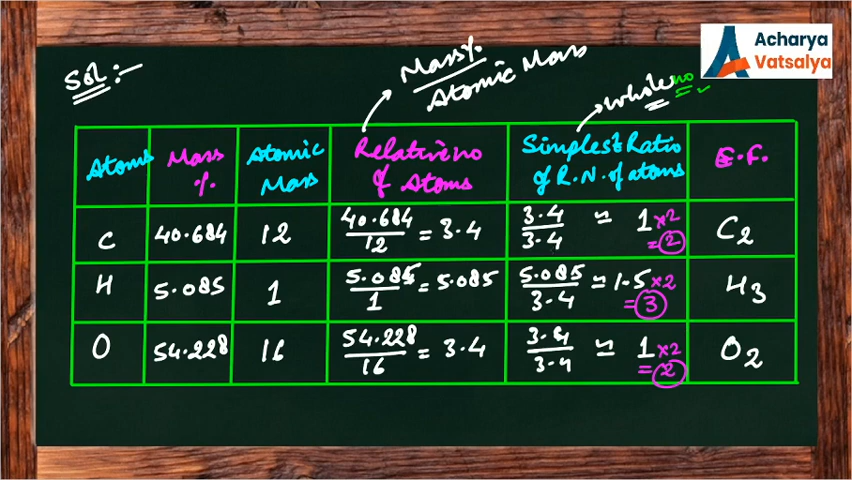 Sol:-
Mass%
Atomic Mass
Whole no
Acharya
Vatsalya
Atoms | Mass % | Atomic Mass | Relative no of Atoms | Simplest Ratio of R.N. of atoms | E.F.
C | 40.684 | 12 | 40.684/12 = 3.4 | 3.4/3.4 ≈ 1 ×2 = 2 | C2
H | 5.085 | 1 | 5.085/1 = 5.085 | 5.085/3.4 ≈ 1.5 ×2 = 3 | H3
O | 54.228 | 16 | 54.228/16 = 3.4 | 3.4/3.4 ≈ 1 ×2 = 2 | O2